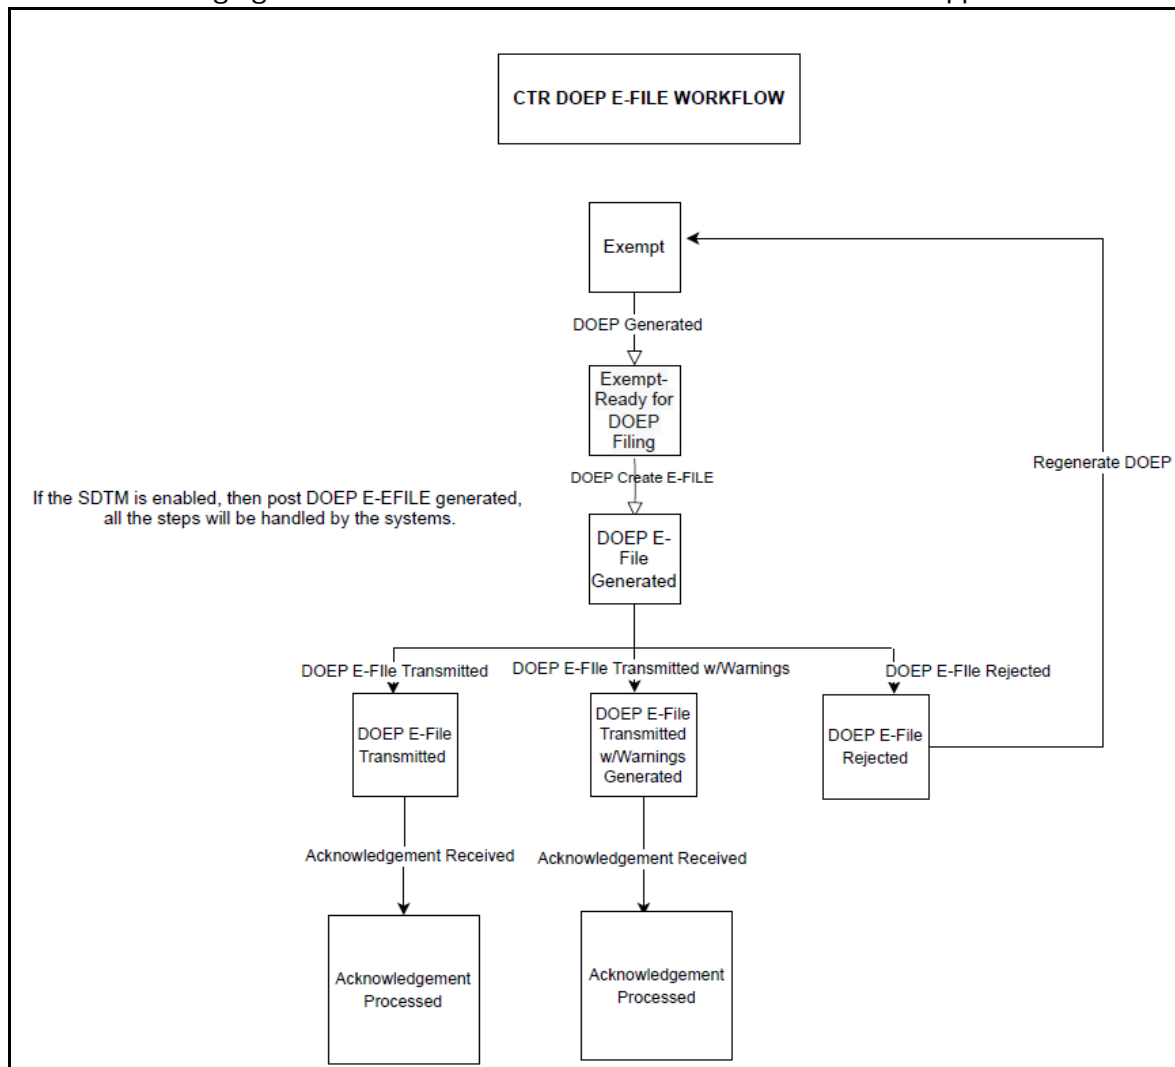 CTR DOEP E-FILE WORKFLOW
Exempt
DOEP Generated
Exempt-
Ready for
DOEP
Filing
Regenerate DOEP
DOEP Create E-FILE
If the SDTM is enabled, then post DOEP E-EFILE generated,
all the steps will be handled by the systems.
DOEP E-
File
Generated
DOEP E-FIle Transmitted
DOEP E-FIle Transmitted w/Warnings
DOEP E-FIle Rejected
DOEP E-File
Transmitted
DOEP E-File
Transmitted
w/Warnings
Generated
DOEP E-File
Rejected
Acknowledgement Received
Acknowledgement Received
Acknowledgement
Processed
Acknowledgement
Processed